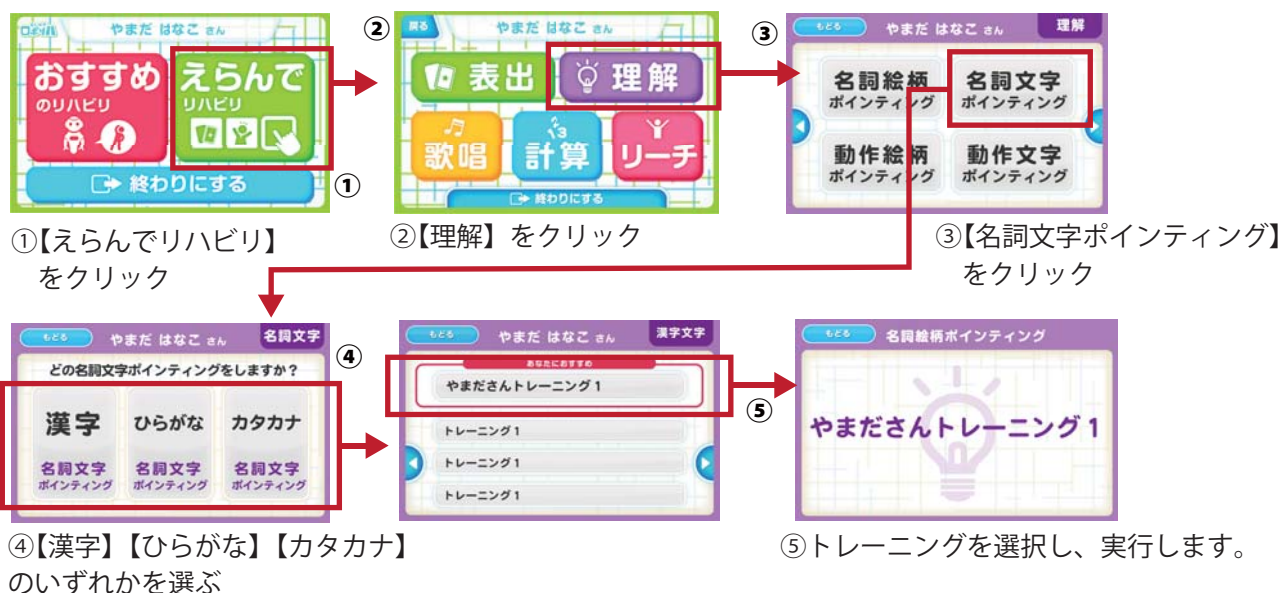 ロボリハ
やまだ はなこ さん
おすすめ
のリハビリ
えらんで
リハビリ
終わりにする
①
②
戻る
やまだ はなこ さん
表出
理解
歌唱
計算
リーチ
終わりにする
③
もどる
やまだ はなこ さん
理解
名詞絵柄
ポインティング
名詞文字
ポインティング
動作絵柄
ポインティング
動作文字
ポインティング
①【えらんでリハビリ】
をクリック
②【理解】をクリック
③【名詞文字ポインティング】
をクリック
もどる
やまだ はなこ さん
名詞文字
④
どの名詞文字ポインティングをしますか？
漢字
名詞文字
ポインティング
ひらがな
名詞文字
ポインティング
カタカナ
名詞文字
ポインティング
もどる
やまだ はなこ さん
漢字文字
あなたにおすすめ
やまださんトレーニング 1
トレーニング 1
トレーニング 1
トレーニング 1
⑤
もどる
名詞絵柄ポインティング
やまださんトレーニング 1
④【漢字】【ひらがな】【カタカナ】
のいずれかを選ぶ
⑤トレーニングを選択し、実行します。